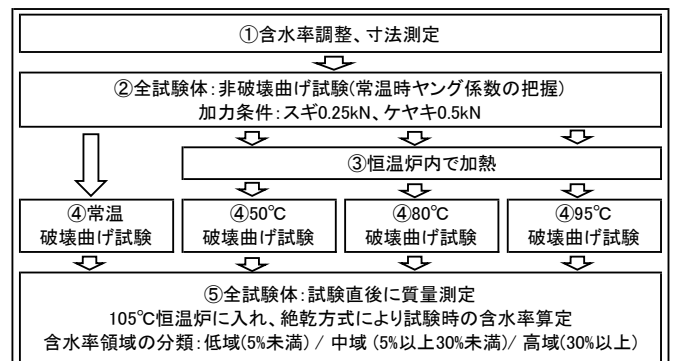 ①含水率調整、寸法測定
②全試験体：非破壊曲げ試験(常温時ヤング係数の把握)
加力条件：スギ0.25kN、ケヤキ0.5kN
③恒温炉内で加熱
④常温
破壊曲げ試験
④50℃
破壊曲げ試験
④80℃
破壊曲げ試験
④95℃
破壊曲げ試験
⑤全試験体：試験直後に質量測定
105℃恒温炉に入れ、絶乾方式により試験時の含水率算定
含水率領域の分類：低域(5%未満) / 中域 (5%以上30%未満)/ 高域(30%以上)